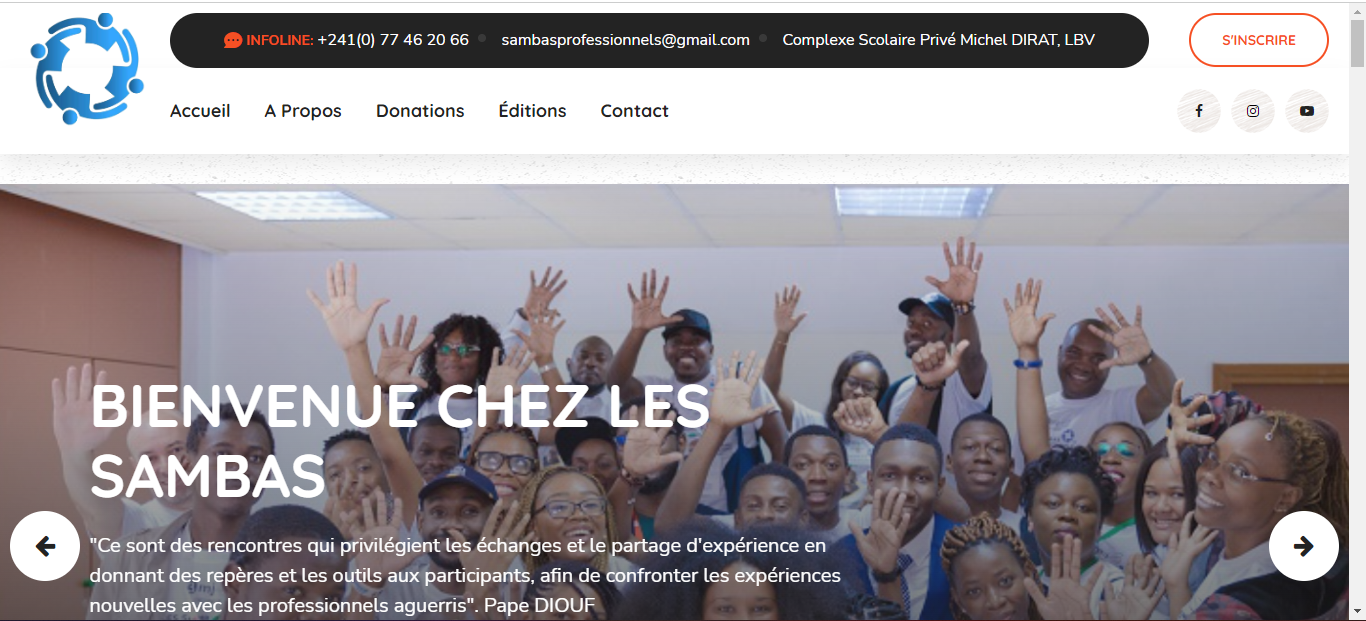 INFOLINE: +241(0) 77 46 20 66 sambasprofessionnels@gmail.com Complexe Scolaire Privé Michel DIRAT, LBV
S'INSCRIRE
Accueil A Propos Donations Éditions Contact
BIENVENUE CHEZ LES
SAMBAS
"Ce sont des rencontres qui privilégient les échanges et le partage d'expérience en
donnant des repères et les outils aux participants, afin de confronter les expériences
nouvelles avec les professionnels aguerris". Pape DIOUF